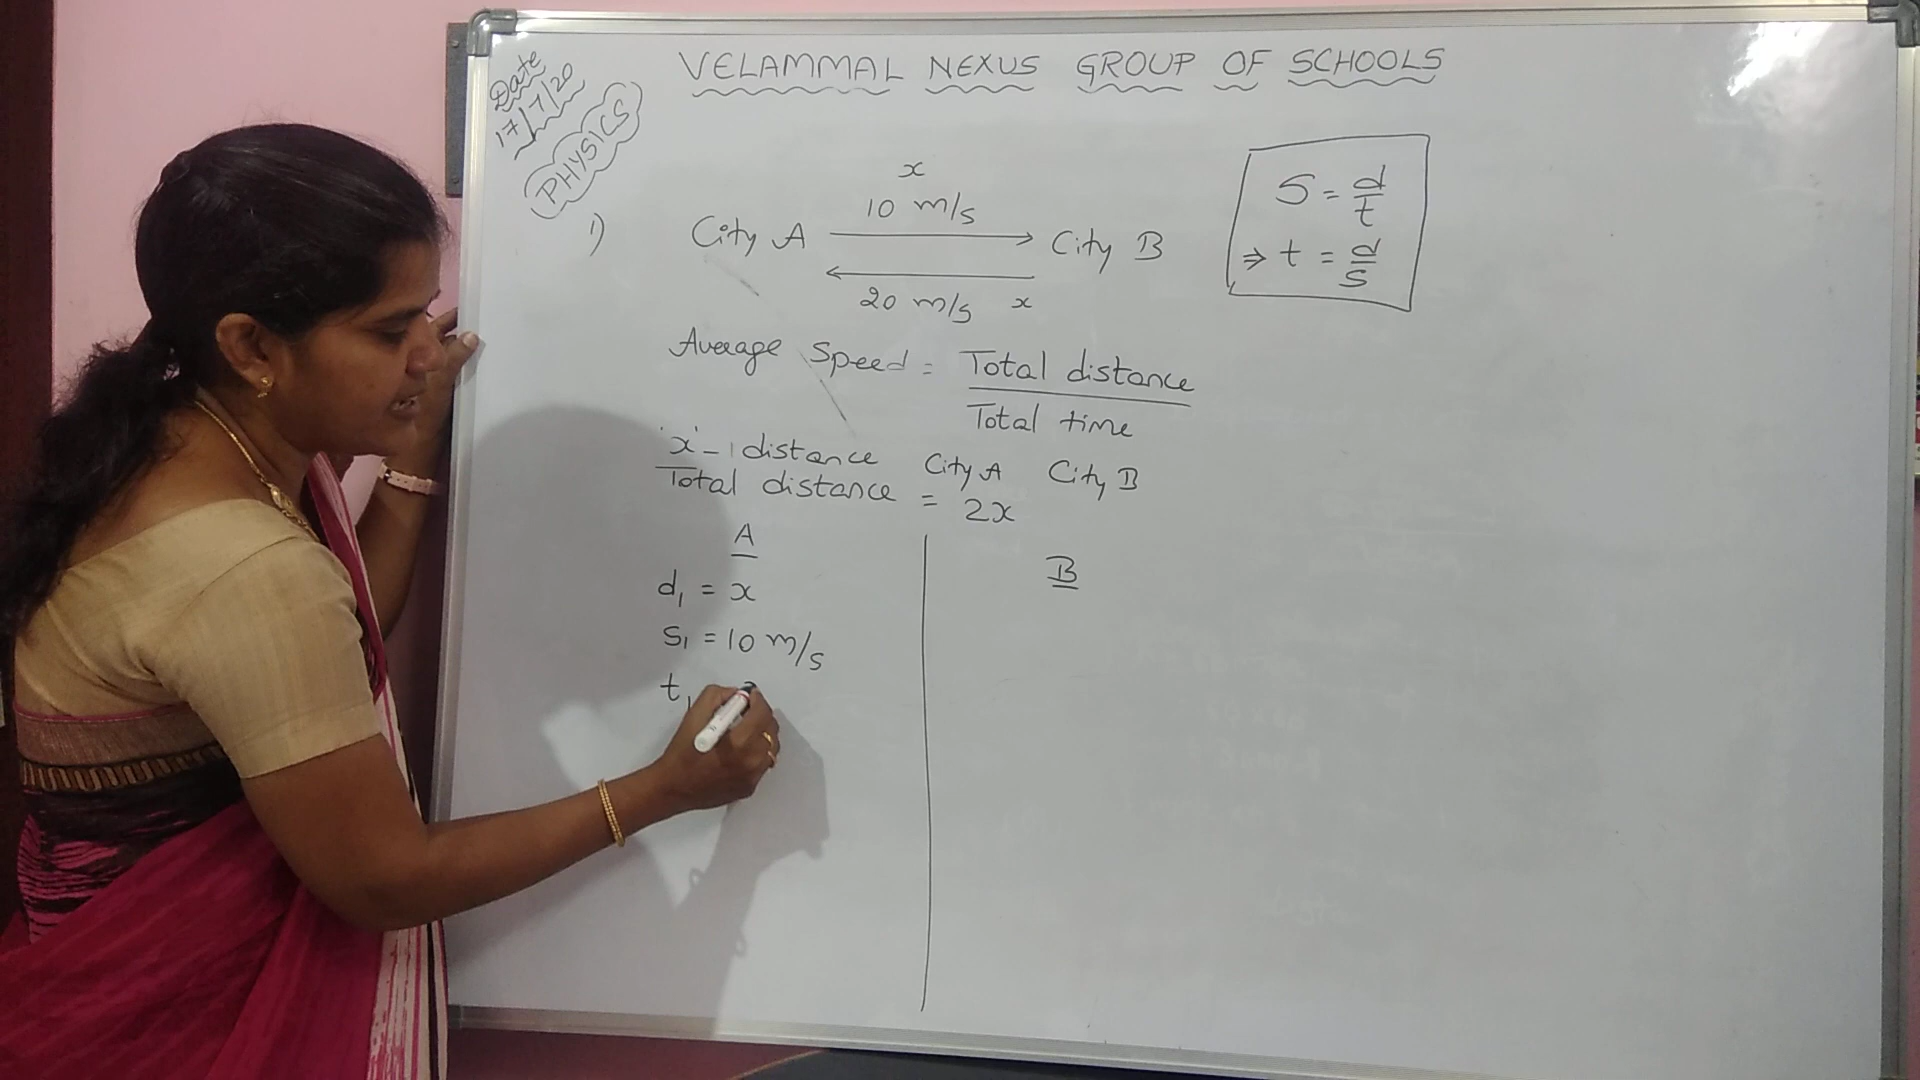 Date
17/7/20
PHYSICS
VELAMMAL NEXUS GROUP OF SCHOOLS
1)
x
10 m/s
City A → City B
←
20 m/s x
S = d/t
⇒ t = d/s
Average Speed = Total distance
Total time
'x' - distance City A City B
Total distance = 2x
A
d₁ = x
S₁ = 10 m/s
t₁
B